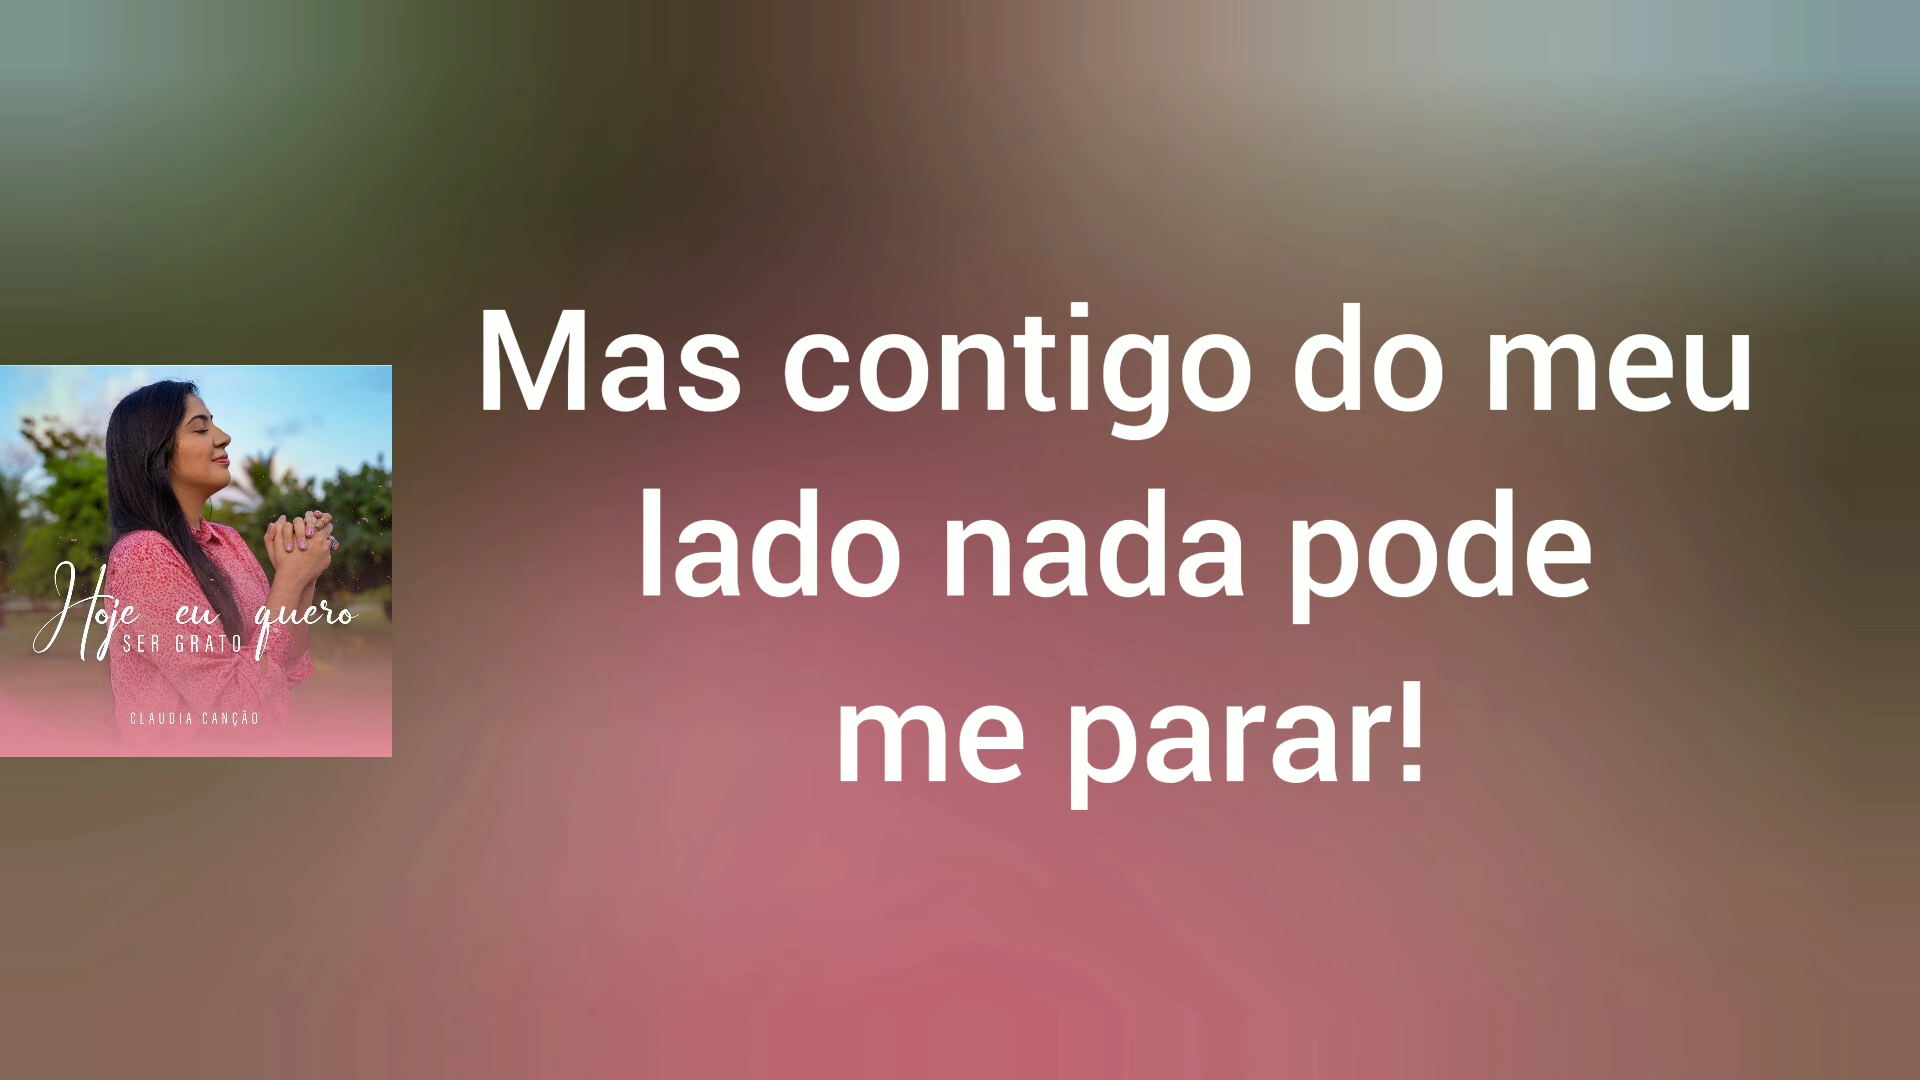 Mas contigo do meu
lado nada pode
me parar!
Hoje eu quero
SER GRATO
CLAUDIA CANÇÃO